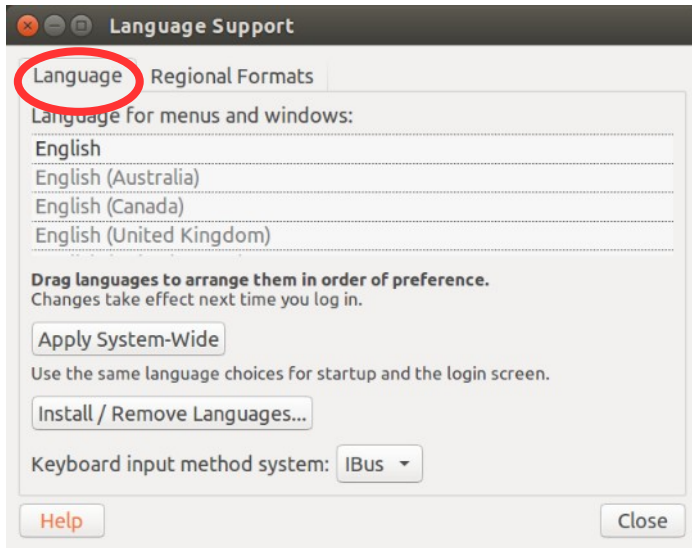 Language Support
Language Regional Formats
Language for menus and windows:
English
English (Australia)
English (Canada)
English (United Kingdom)
Drag languages to arrange them in order of preference.
Changes take effect next time you log in.
Apply System-Wide
Use the same language choices for startup and the login screen.
Install / Remove Languages...
Keyboard input method system: IBus
Help Close